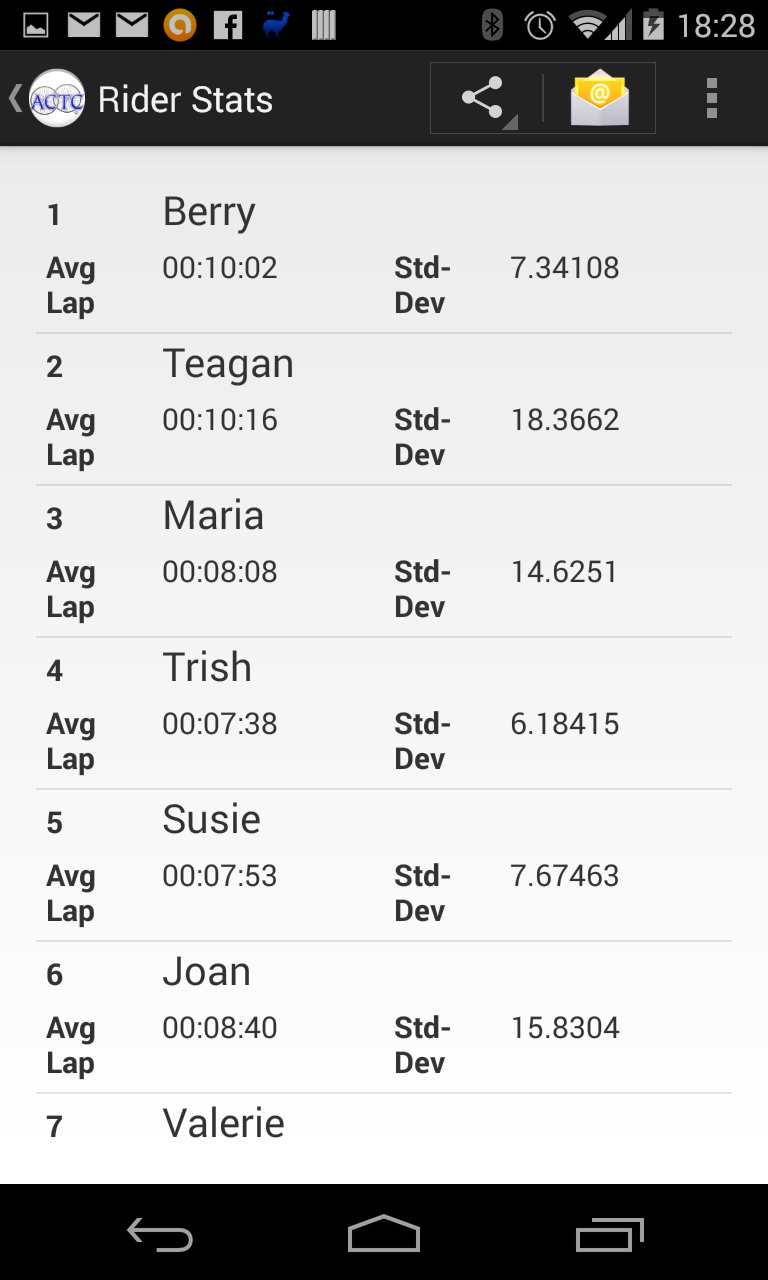 18:28
ACTC Rider Stats
1 Berry
Avg Lap 00:10:02 Std-Dev 7.34108
2 Teagan
Avg Lap 00:10:16 Std-Dev 18.3662
3 Maria
Avg Lap 00:08:08 Std-Dev 14.6251
4 Trish
Avg Lap 00:07:38 Std-Dev 6.18415
5 Susie
Avg Lap 00:07:53 Std-Dev 7.67463
6 Joan
Avg Lap 00:08:40 Std-Dev 15.8304
7 Valerie